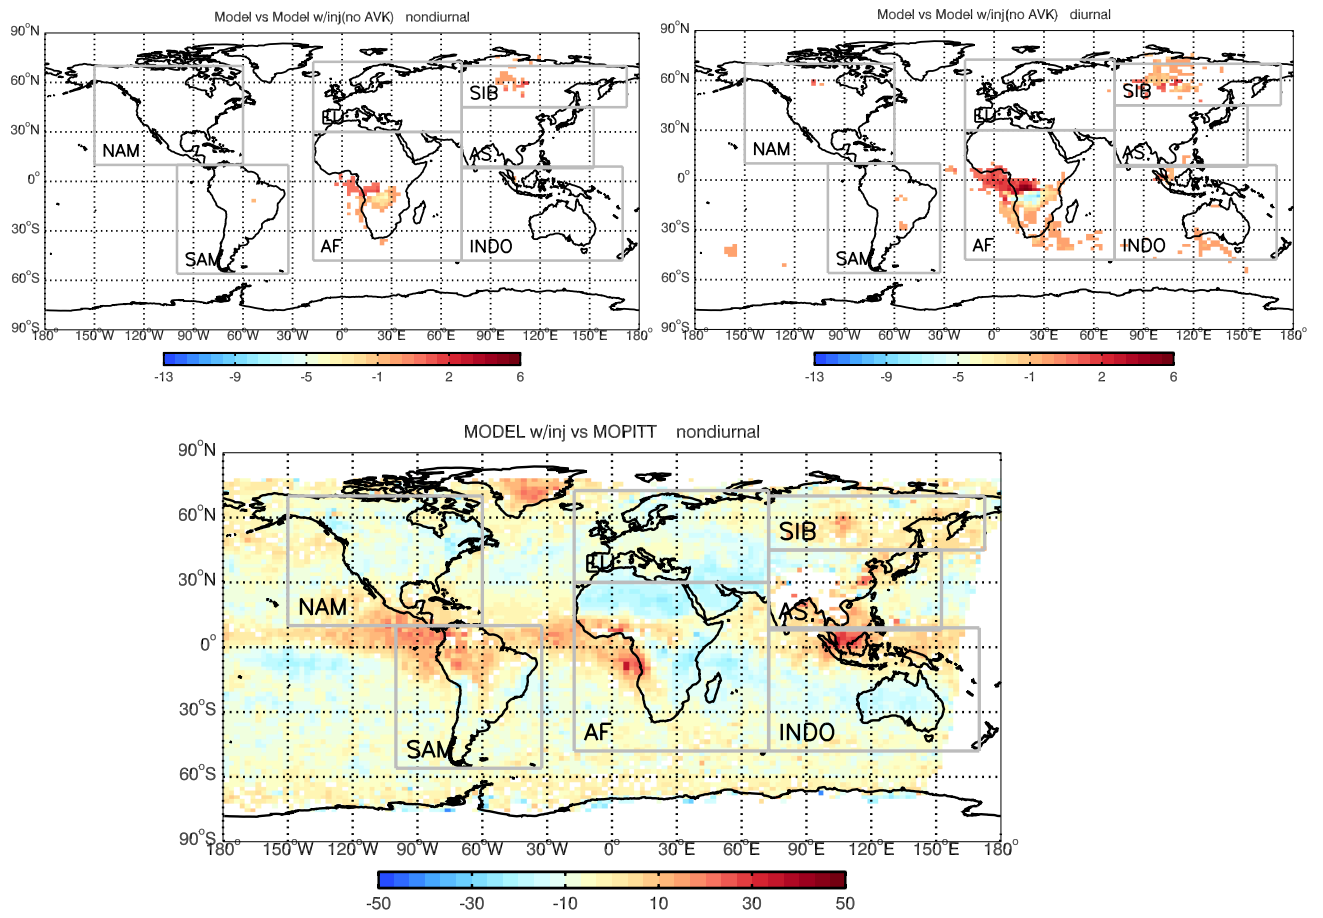 Model vs Model w/inj(no AVK) nondiurnal
90°N
60°N
30°N
0°
30°S
60°S
90°S
NAM
SAM
AF
EU
SIB
AS.
INDO
180° 150°W 120°W 90°W 60°W 30°W 0° 30°E 60°E 90°E 120°E 150°E 180°
-13 -9 -5 -1 2 6
Model vs Model w/inj(no AVK) diurnal
90°N
60°N
30°N
0°
30°S
60°S
90°S
NAM
SAM
AF
EU
SIB
AS.
INDO
180° 150°W 120°W 90°W 60°W 30°W 0° 30°E 60°E 90°E 120°E 150°E 180°
-13 -9 -5 -1 2 6
MODEL w/inj vs MOPITT nondiurnal
90°N
60°N
30°N
0°
30°S
60°S
90°S
NAM
SAM
AF
EU
SIB
AS.
INDO
180° 150°W 120°W 90°W 60°W 30°W 0° 30°E 60°E 90°E 120°E 150°E 180°
-50 -30 -10 10 30 50